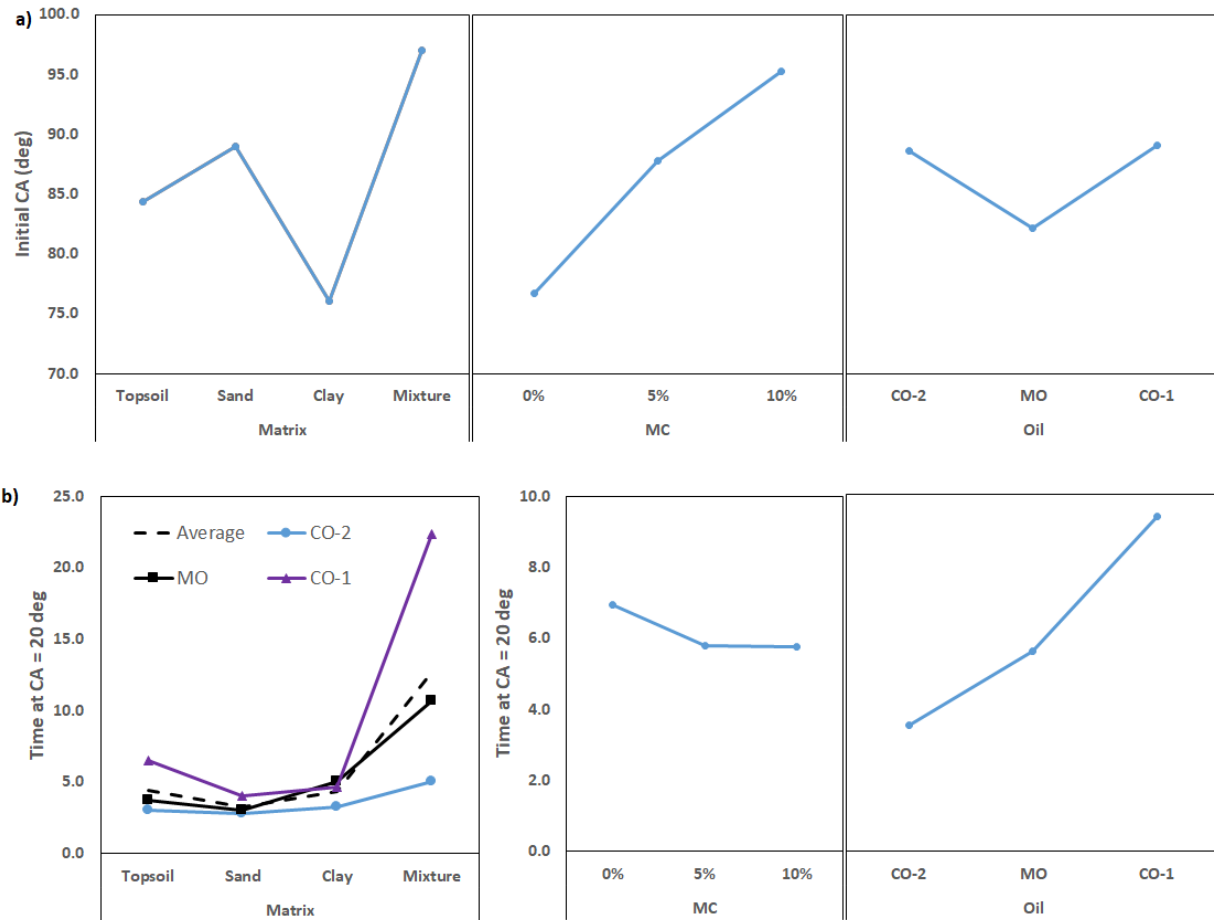 a)
Initial CA (deg)
100.0
95.0
90.0
85.0
80.0
75.0
70.0
Topsoil Sand Clay Mixture
Matrix
0% 5% 10%
MC
CO-2 MO CO-1
Oil
b)
Time at CA = 20 deg
25.0
20.0
15.0
10.0
5.0
0.0
Average CO-2
MO CO-1
Topsoil Sand Clay Mixture
Matrix
Time at CA = 20 deg
10.0
8.0
6.0
4.0
2.0
0.0
0% 5% 10%
MC
CO-2 MO CO-1
Oil